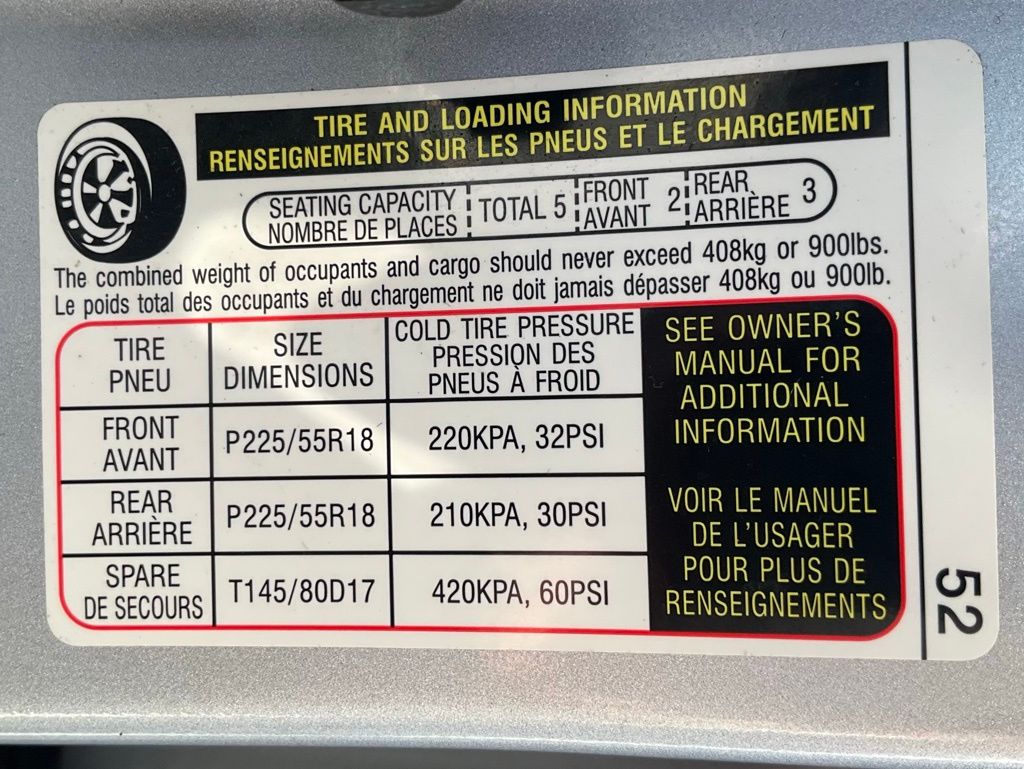 TIRE AND LOADING INFORMATION
RENSEIGNEMENTS SUR LES PNEUS ET LE CHARGEMENT
SEATING CAPACITY TOTAL 5 FRONT 2 REAR 3
NOMBRE DE PLACES AVANT ARRIÈRE
The combined weight of occupants and cargo should never exceed 408kg or 900lbs.
Le poids total des occupants et du chargement ne doit jamais dépasser 408kg ou 900lb.
TIRE
PNEU
SIZE
DIMENSIONS
COLD TIRE PRESSURE
PRESSION DES
PNEUS À FROID
FRONT
AVANT
P225/55R18
220KPA, 32PSI
REAR
ARRIÈRE
P225/55R18
210KPA, 30PSI
SPARE
DE SECOURS
T145/80D17
420KPA, 60PSI
SEE OWNER'S
MANUAL FOR
ADDITIONAL
INFORMATION
VOIR LE MANUEL
DE L'USAGER
POUR PLUS DE
RENSEIGNEMENTS
52